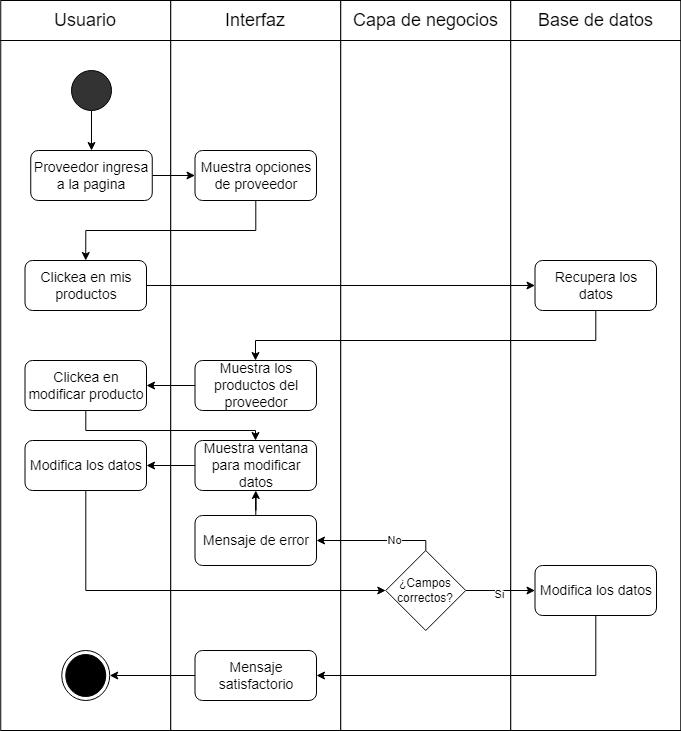 Usuario
Interfaz
Capa de negocios
Base de datos
Proveedor ingresa
a la pagina
Muestra opciones
de proveedor
Clickea en mis
productos
Recupera los
datos
Clickea en
modificar producto
Muestra los
productos del
proveedor
Modifica los datos
Muestra ventana
para modificar
datos
Mensaje de error
No
¿Campos
correctos?
Sí
Modifica los datos
Mensaje
satisfactorio